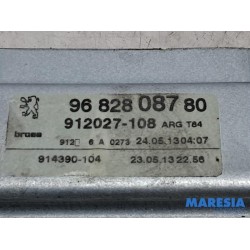 96 828 087 80
912027-108 ARG T84
brose 912 6 A 0273 24.05.13 04:07
914390-104 23.05.13 22.56
MARESIA